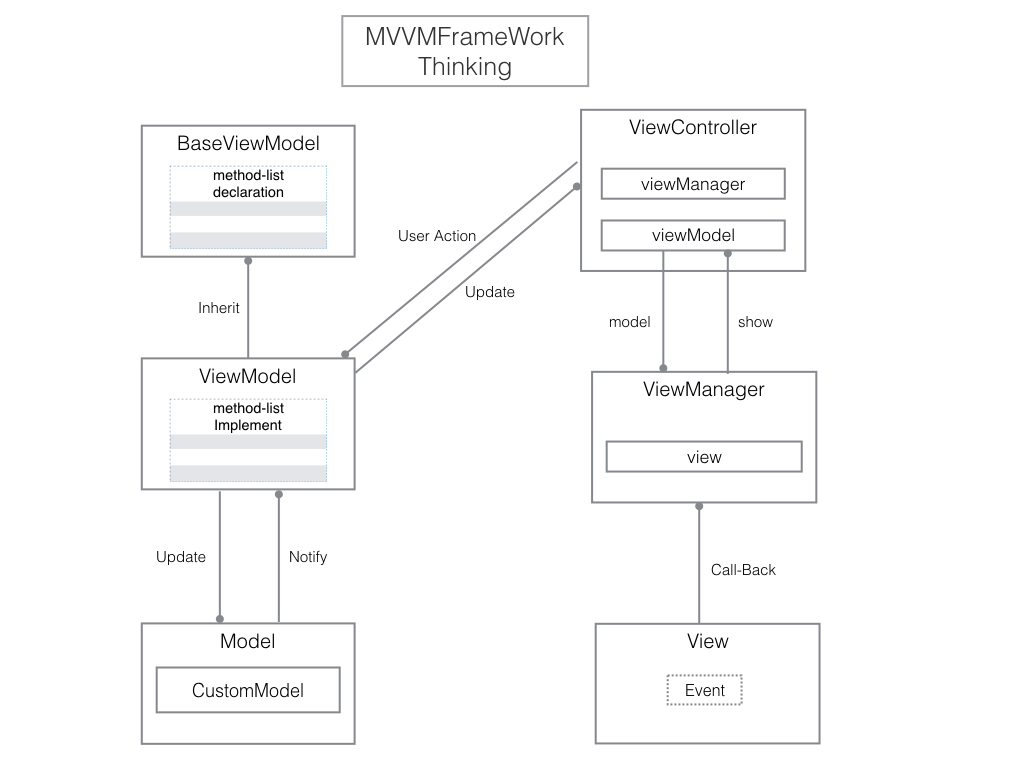 MVVMFrameWork
Thinking
BaseViewModel
method-list
declaration
ViewController
viewManager
viewModel
User Action
Update
Inherit
model
show
ViewModel
method-list
Implement
ViewManager
view
Update
Notify
Call-Back
Model
CustomModel
View
Event